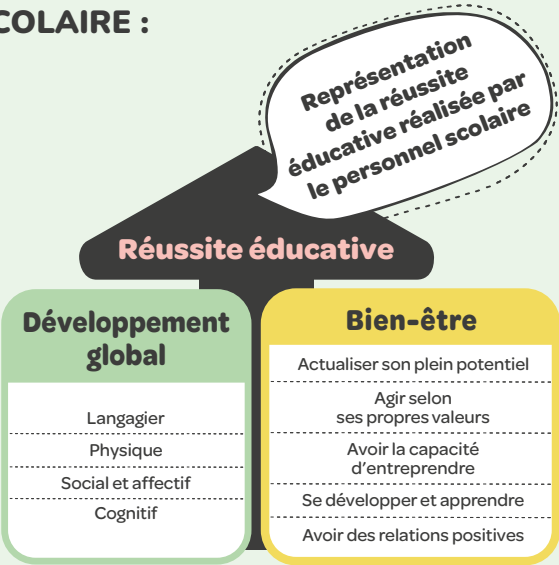 COLAIRE :
Représentation
de la réussite
éducative réalisée par
le personnel scolaire
Réussite éducative
Développement
global
Langagier
Physique
Social et affectif
Cognitif
Bien-être
Actualiser son plein potentiel
Agir selon
ses propres valeurs
Avoir la capacité
d'entreprendre
Se développer et apprendre
Avoir des relations positives